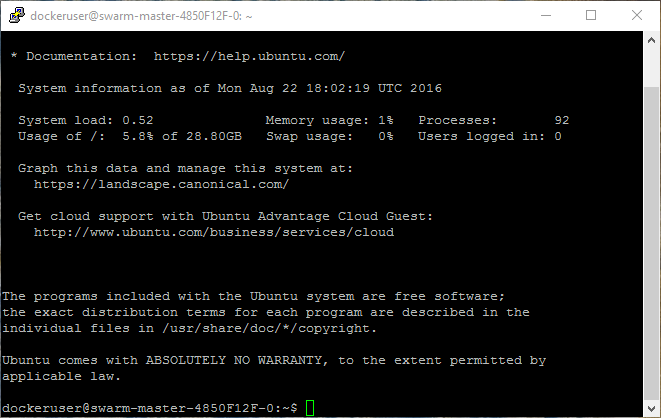 dockeruser@swarm-master-4850F12F-0: ~
* Documentation:  https://help.ubuntu.com/
System information as of Mon Aug 22 18:02:19 UTC 2016
System load: 0.52              Memory usage: 1%   Processes:       92
Usage of /:  5.8% of 28.80GB   Swap usage:   0%   Users logged in: 0
Graph this data and manage this system at:
https://landscape.canonical.com/
Get cloud support with Ubuntu Advantage Cloud Guest:
http://www.ubuntu.com/business/services/cloud
The programs included with the Ubuntu system are free software;
the exact distribution terms for each program are described in the
individual files in /usr/share/doc/*/copyright.
Ubuntu comes with ABSOLUTELY NO WARRANTY, to the extent permitted by
applicable law.
dockeruser@swarm-master-4850F12F-0:~$